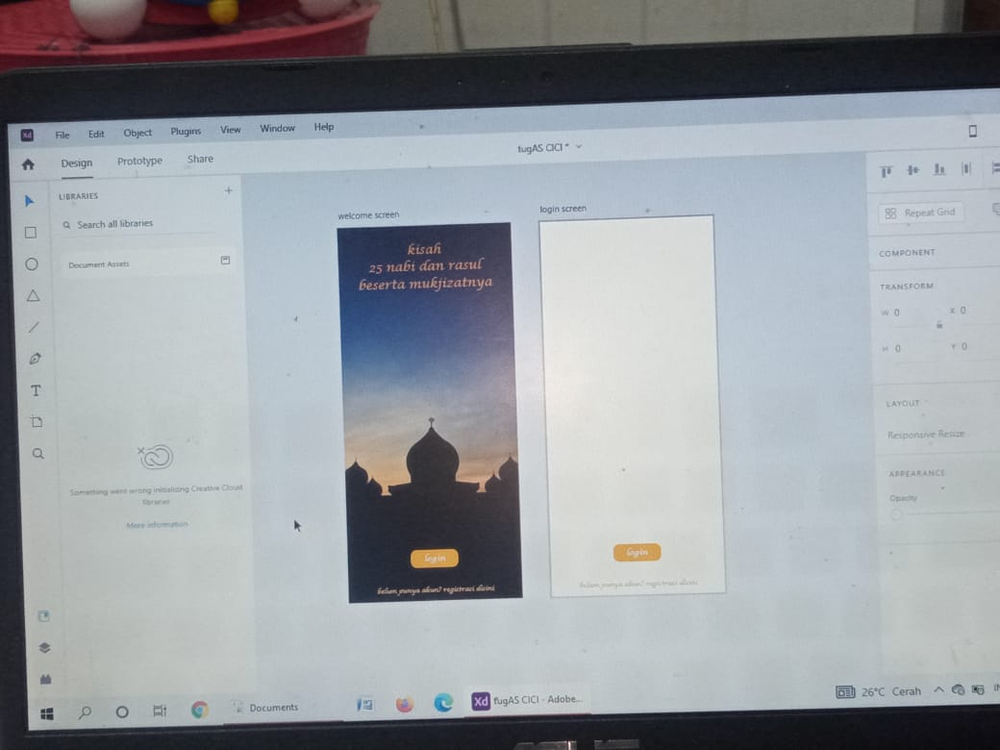 Xd
File Edit Object Plugins View Window Help
Design Prototype Share
tugAS CICI *
LIBRARIES
Search all libraries
Document Assets
Something went wrong initializing Creative Cloud
libraries
More information
welcome screen
kisah
25 nabi dan rasul
beserta mukjizatnya
login
belum punya akun? registrasi disini
login screen
login
belum punya akun? registrasi disini
Repeat Grid
COMPONENT
TRANSFORM
W 0 X 0
H 0 Y 0
LAYOUT
Responsive Resize
APPEARANCE
Opacity
Documents
Xd tugAS CICI - Adobe...
26°C Cerah